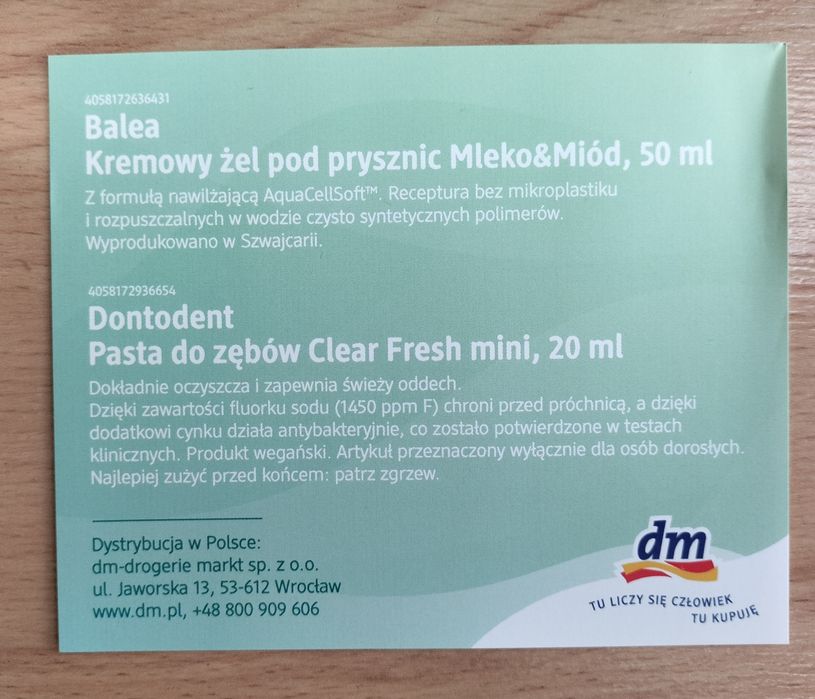 4058172636431
Balea
Kremowy żel pod prysznic Mleko&Miód, 50 ml
Z formułą nawilżającą AquaCellSoft™. Receptura bez mikroplastiku
i rozpuszczalnych w wodzie czysto syntetycznych polimerów.
Wyprodukowano w Szwajcarii.
4058172936654
Dontodent
Pasta do zębów Clear Fresh mini, 20 ml
Dokładnie oczyszcza i zapewnia świeży oddech.
Dzięki zawartości fluorku sodu (1450 ppm F) chroni przed próchnicą, a dzięki
dodatkowi cynku działa antybakteryjnie, co zostało potwierdzone w testach
klinicznych. Produkt wegański. Artykuł przeznaczony wyłącznie dla osób dorosłych.
Najlepiej zużyć przed końcem: patrz zgrzew.
Dystrybucja w Polsce:
dm-drogerie markt sp. z o.o.
ul. Jaworska 13, 53-612 Wrocław
www.dm.pl, +48 800 909 606
dm
TU LICZY SIĘ CZŁOWIEK
TU KUPUJĘ